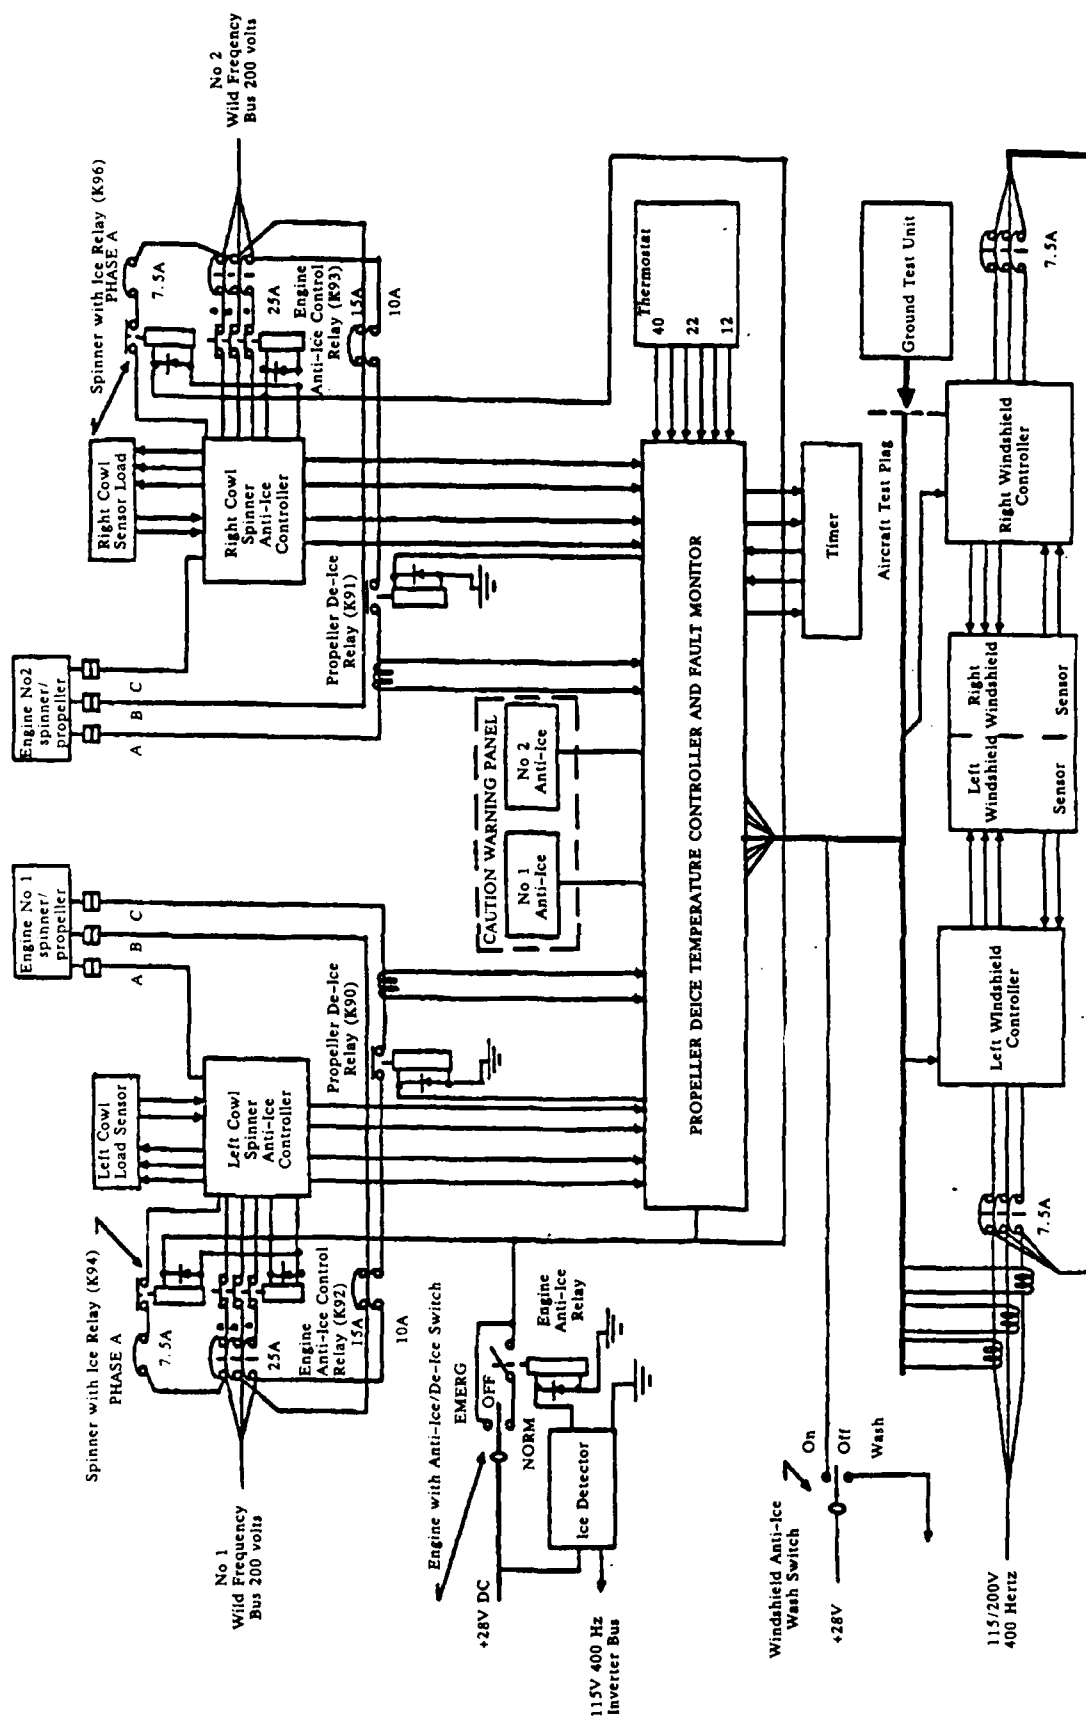 No 1
Wild Frequency
Bus 200 volts
Spinner with Ice Relay (K94)
PHASE A
7.5A
25A
Engine
Anti-Ice Control
Relay (K92)
15A
10A
Left Cowl
Load Sensor
Left Cowl
Spinner
Anti-Ice
Controller
Engine No 1
spinner/
propeller
A
B
C
Propeller De-Ice
Relay (K90)
Engine No2
spinner/
propeller
A
B
C
Propeller De-Ice
Relay (K91)
Right Cowl
Sensor Load
Right Cowl
Spinner
Anti-Ice
Controller
Spinner with Ice Relay (K96)
PHASE A
7.5A
25A
Engine
Anti-Ice Control
Relay (K93)
15A
10A
No 2
Wild Freqency
Bus 200 volts
Engine with Anti-Ice/De-Ice Switch
+28V DC
EMERG
OFF
NORM
Engine
Anti-Ice
Relay
Ice Detector
115V 400 Hz
Inverter Bus
CAUTION WARNING PANEL
No 1
Anti-Ice
No 2
Anti-Ice
PROPELLER DEICE TEMPERATURE CONTROLLER AND FAULT MONITOR
Thermostat
40
22
12
Timer
Windshield Anti-Ice
Wash Switch
+28V
On
Off
Wash
Aircraft Test Plag
Ground Test Unit
115/200V
400 Hertz
7.5A
Left WIndshield
Controller
Left
Windshield
Right
Windshield
Sensor
Sensor
Right Windshield
Controller
7.5A